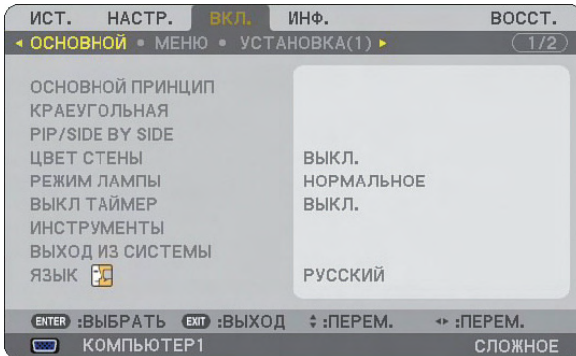 ИСТ. НАСТР. ВКЛ. ИНФ. ВОССТ.
ОСНОВНОЙ • МЕНЮ • УСТАНОВКА(1) 1/2
ОСНОВНОЙ ПРИНЦИП
КРАЕУГОЛЬНАЯ
PIP/SIDE BY SIDE
ЦВЕТ СТЕНЫ ВЫКЛ.
РЕЖИМ ЛАМПЫ НОРМАЛЬНОЕ
ВЫКЛ ТАЙМЕР ВЫКЛ.
ИНСТРУМЕНТЫ
ВЫХОД ИЗ СИСТЕМЫ
ЯЗЫК РУССКИЙ
ENTER :ВЫБРАТЬ EXIT :ВЫХОД :ПЕРЕМ. :ПЕРЕМ.
КОМПЬЮТЕР1 СЛОЖНОЕ